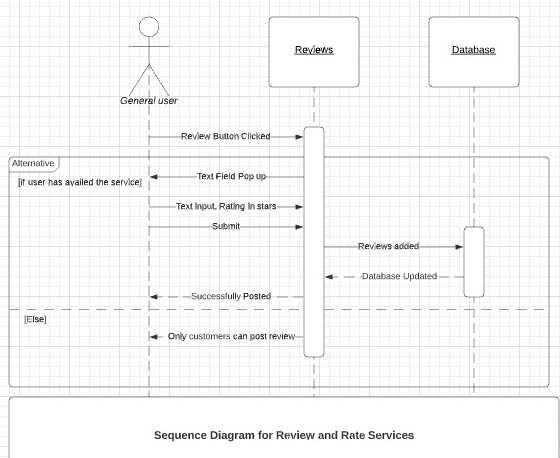 Reviews
Database
General user
Review Button Clicked
Alternative
Text Field Pop up
[if user has availed the service]
Text Input, Rating in stars
Submit
Reviews added
Database Updated
Successfully Posted
[Else]
Only customers can post review
Sequence Diagram for Review and Rate Services